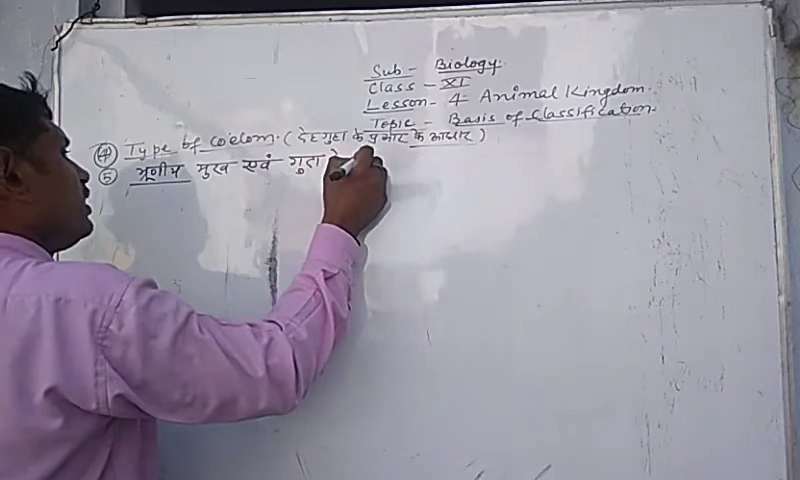 Sub - Biology.
Class - XI
Lesson - 4 Animal Kingdom.
Topic - Basis of Classification.
④ Type of Coelom. (देहगुहा के प्रकार के आधार)
⑤ भ्रूणीय मुख एवं गुदा